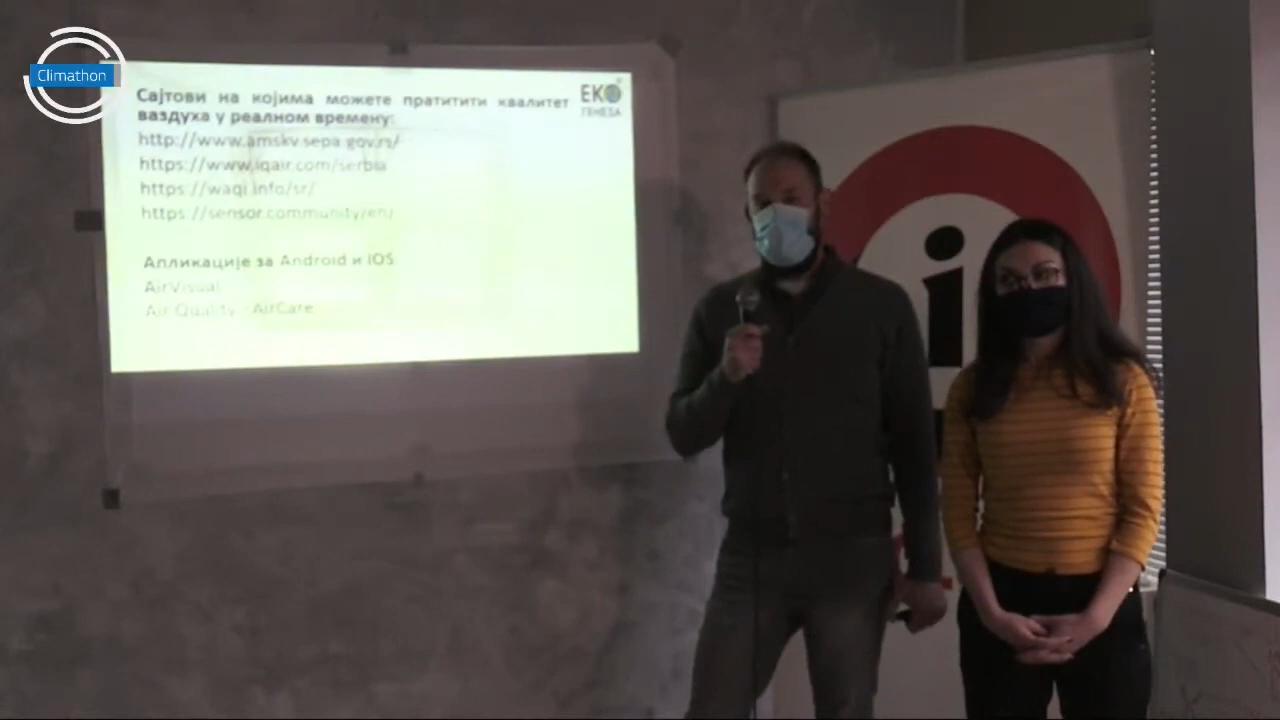 Climathon
Сајтови на којима можете пратитити квалитет
ваздуха у реалном времену:
http://www.amskv.sepa.gov.rs/
https://www.iqair.com/serbia
https://waqi.info/sr/
https://sensor.community/en/
Апликације за Android и iOS
AirVisual
Air Quality - AirCare
ЕКО
ГЕНЕЗА
i